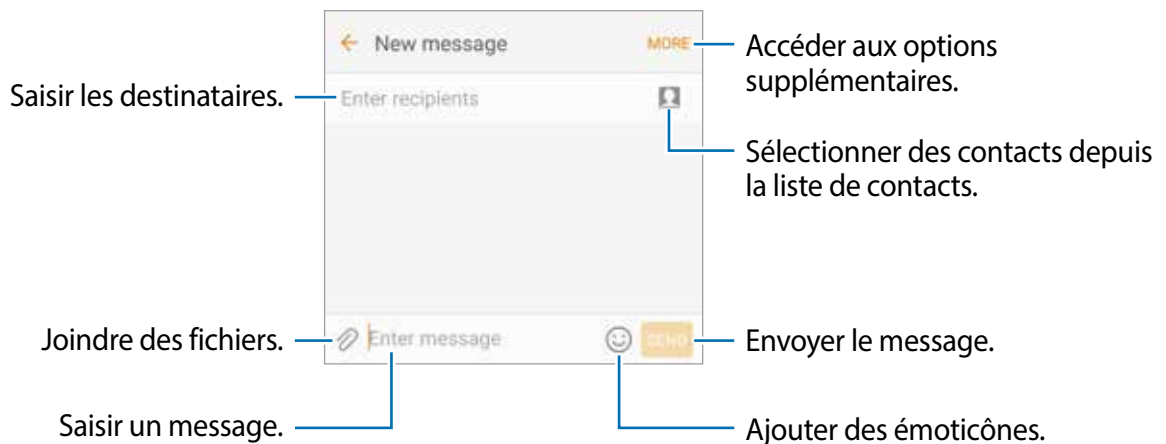 New message
MORE
Accéder aux options
supplémentaires.
Saisir les destinataires.
Enter recipients
Sélectionner des contacts depuis
la liste de contacts.
Joindre des fichiers.
Enter message
SEND
Envoyer le message.
Saisir un message.
Ajouter des émoticônes.